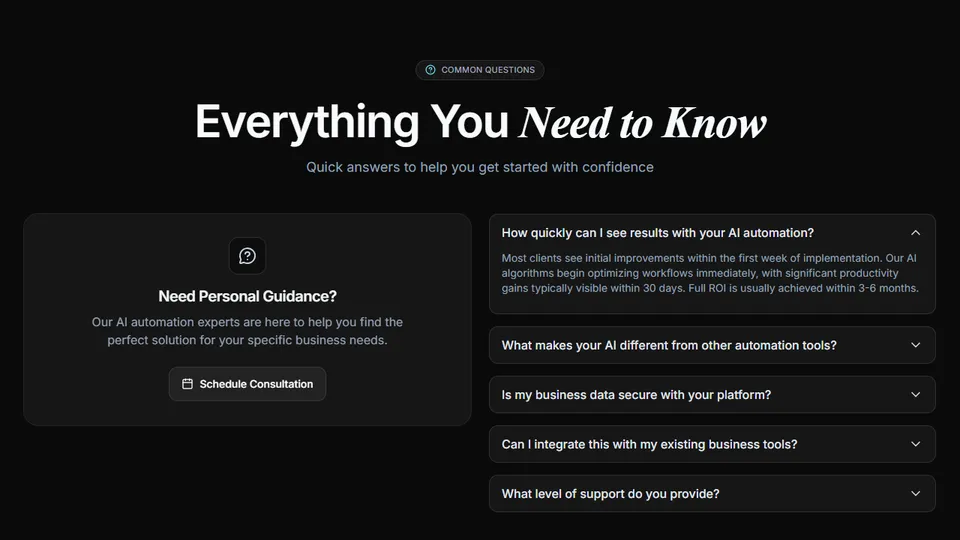 COMMON QUESTIONS
Everything You Need to Know
Quick answers to help you get started with confidence
Need Personal Guidance?
Our AI automation experts are here to help you find the
perfect solution for your specific business needs.
Schedule Consultation
How quickly can I see results with your AI automation?
Most clients see initial improvements within the first week of implementation. Our AI
algorithms begin optimizing workflows immediately, with significant productivity
gains typically visible within 30 days. Full ROI is usually achieved within 3-6 months.
What makes your AI different from other automation tools?
Is my business data secure with your platform?
Can I integrate this with my existing business tools?
What level of support do you provide?